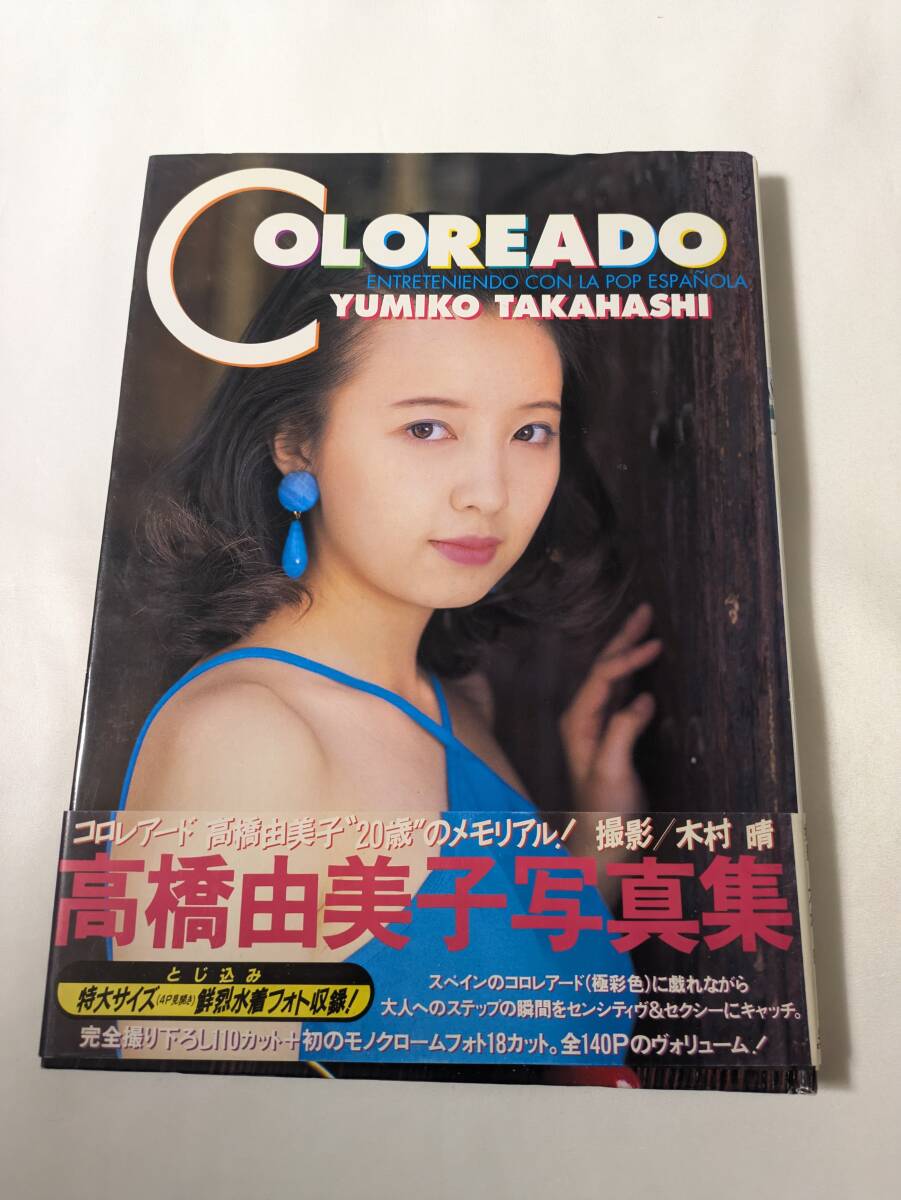 COLOREADO
ENTRETENIENDO CON LA POP ESPAÑOLA
YUMIKO TAKAHASHI
コロレアード 高橋由美子“20歳”のメモリアル! 撮影/木村 晴
高橋由美子写真集
とじ込み
特大サイズ(4P見開き)鮮烈水着フォト収録!
スペインのコロレアード(極彩色)に戯れながら
大人へのステップの瞬間をセンシティヴ&セクシーにキャッチ。
完全撮り下ろし110カット+初のモノクロームフォト18カット。全140Pのヴォリューム!